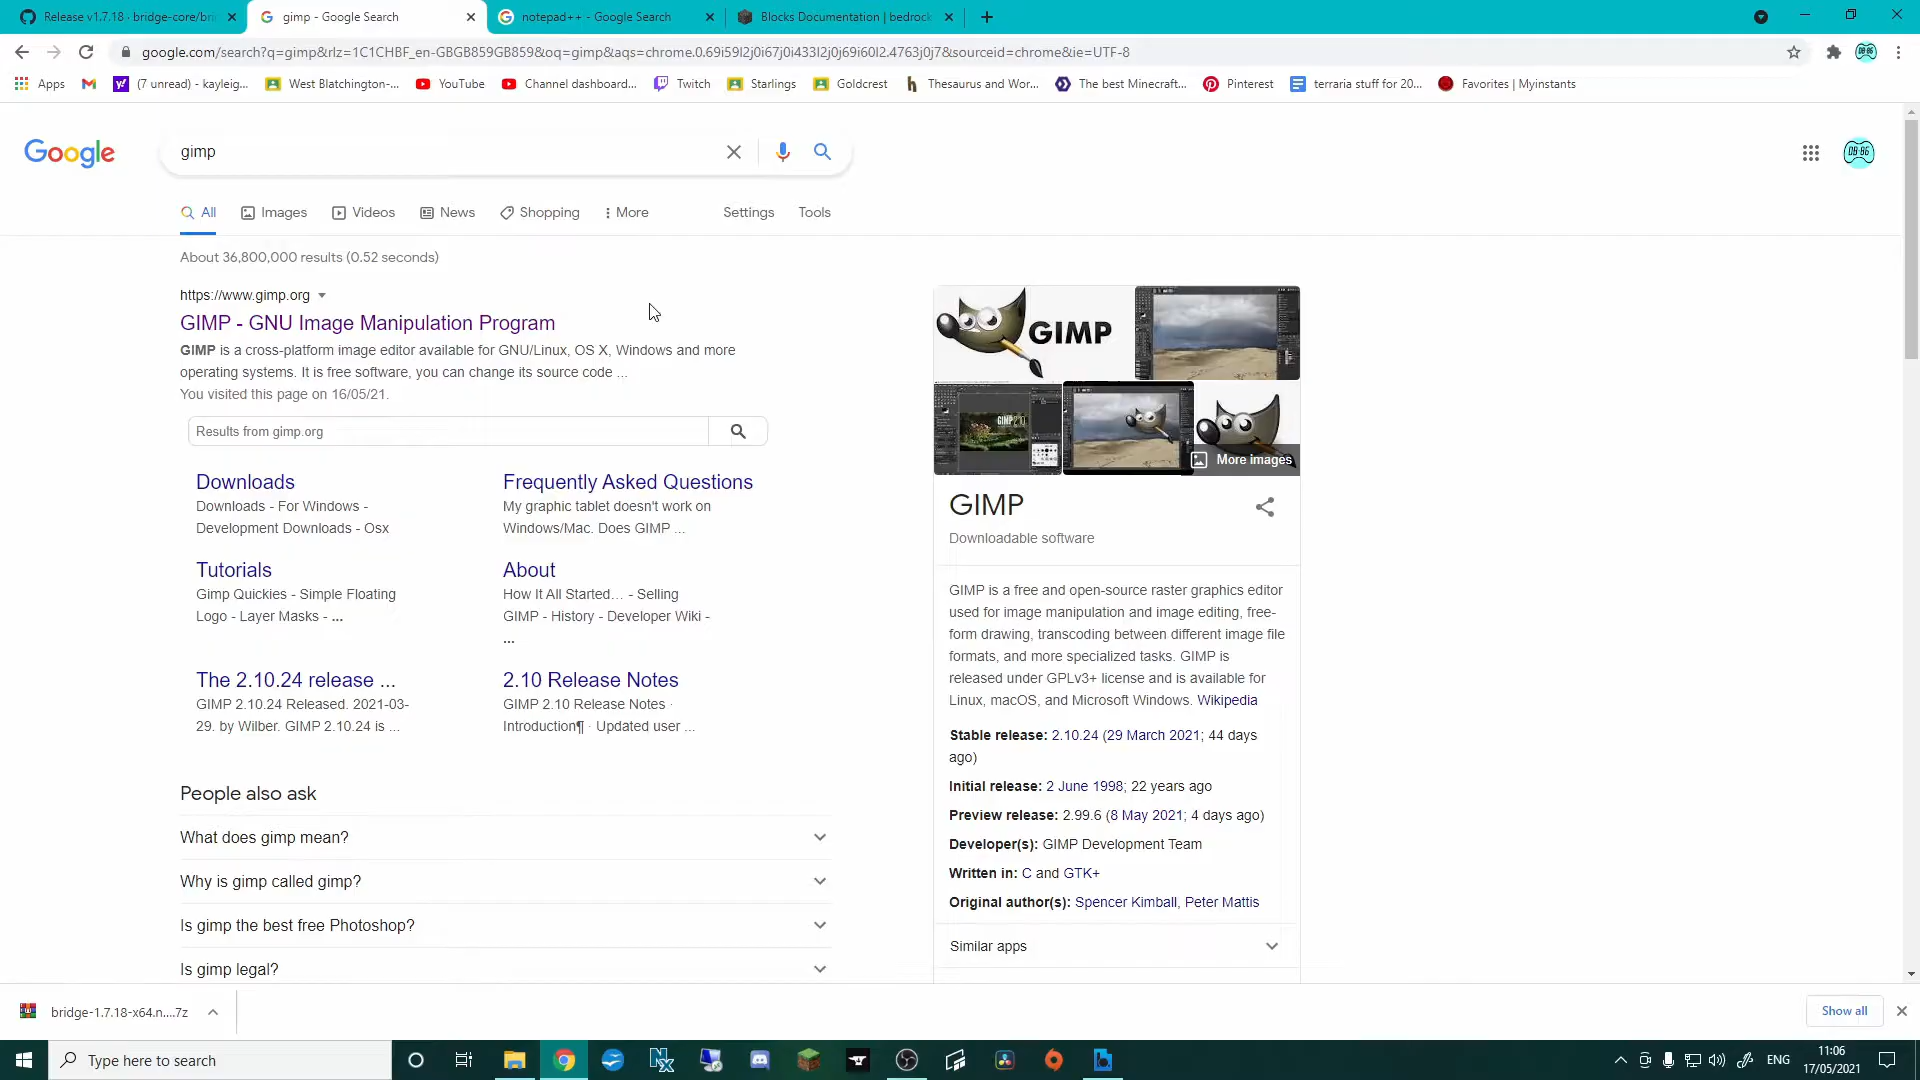 Release v1.7.18 · bridge-core/bri
gimp - Google Search
notepad++ - Google Search
Blocks Documentation | bedrock
google.com/search?q=gimp&rlz=1C1CHBF_en-GBGB859GB859&oq=gimp&aqs=chrome.0.69i59l2j0i67j0i433l2j0j69i60l2.4763j0j7&sourceid=chrome&ie=UTF-8
Apps
(7 unread) - kayleig...
West Blatchington-...
YouTube
Channel dashboard...
Twitch
Starlings
Goldcrest
Thesaurus and Wor...
The best Minecraft...
Pinterest
terraria stuff for 20...
Favorites | Myinstants
Google
gimp
DB-86
All
Images
Videos
News
Shopping
More
Settings
Tools
About 36,800,000 results (0.52 seconds)
https://www.gimp.org
GIMP - GNU Image Manipulation Program
GIMP is a cross-platform image editor available for GNU/Linux, OS X, Windows and more
operating systems. It is free software, you can change its source code ...
You visited this page on 16/05/21.
Results from gimp.org
Downloads
Downloads - For Windows -
Development Downloads - Osx
Frequently Asked Questions
My graphic tablet doesn't work on
Windows/Mac. Does GIMP ...
Tutorials
Gimp Quickies - Simple Floating
Logo - Layer Masks - ...
About
How It All Started… - Selling
GIMP - History - Developer Wiki -
...
The 2.10.24 release ...
GIMP 2.10.24 Released. 2021-03-
29. by Wilber. GIMP 2.10.24 is ...
2.10 Release Notes
GIMP 2.10 Release Notes ·
Introduction¶ · Updated user ...
People also ask
What does gimp mean?
Why is gimp called gimp?
Is gimp the best free Photoshop?
Is gimp legal?
GIMP
More images
GIMP
Downloadable software
GIMP is a free and open-source raster graphics editor
used for image manipulation and image editing, free-
form drawing, transcoding between different image file
formats, and more specialized tasks. GIMP is
released under GPLv3+ license and is available for
Linux, macOS, and Microsoft Windows. Wikipedia
Stable release: 2.10.24 (29 March 2021; 44 days
ago)
Initial release: 2 June 1998; 22 years ago
Preview release: 2.99.6 (8 May 2021; 4 days ago)
Developer(s): GIMP Development Team
Written in: C and GTK+
Original author(s): Spencer Kimball, Peter Mattis
Similar apps
bridge-1.7.18-x64.n....7z
Show all
Type here to search
ENG
11:06
17/05/2021